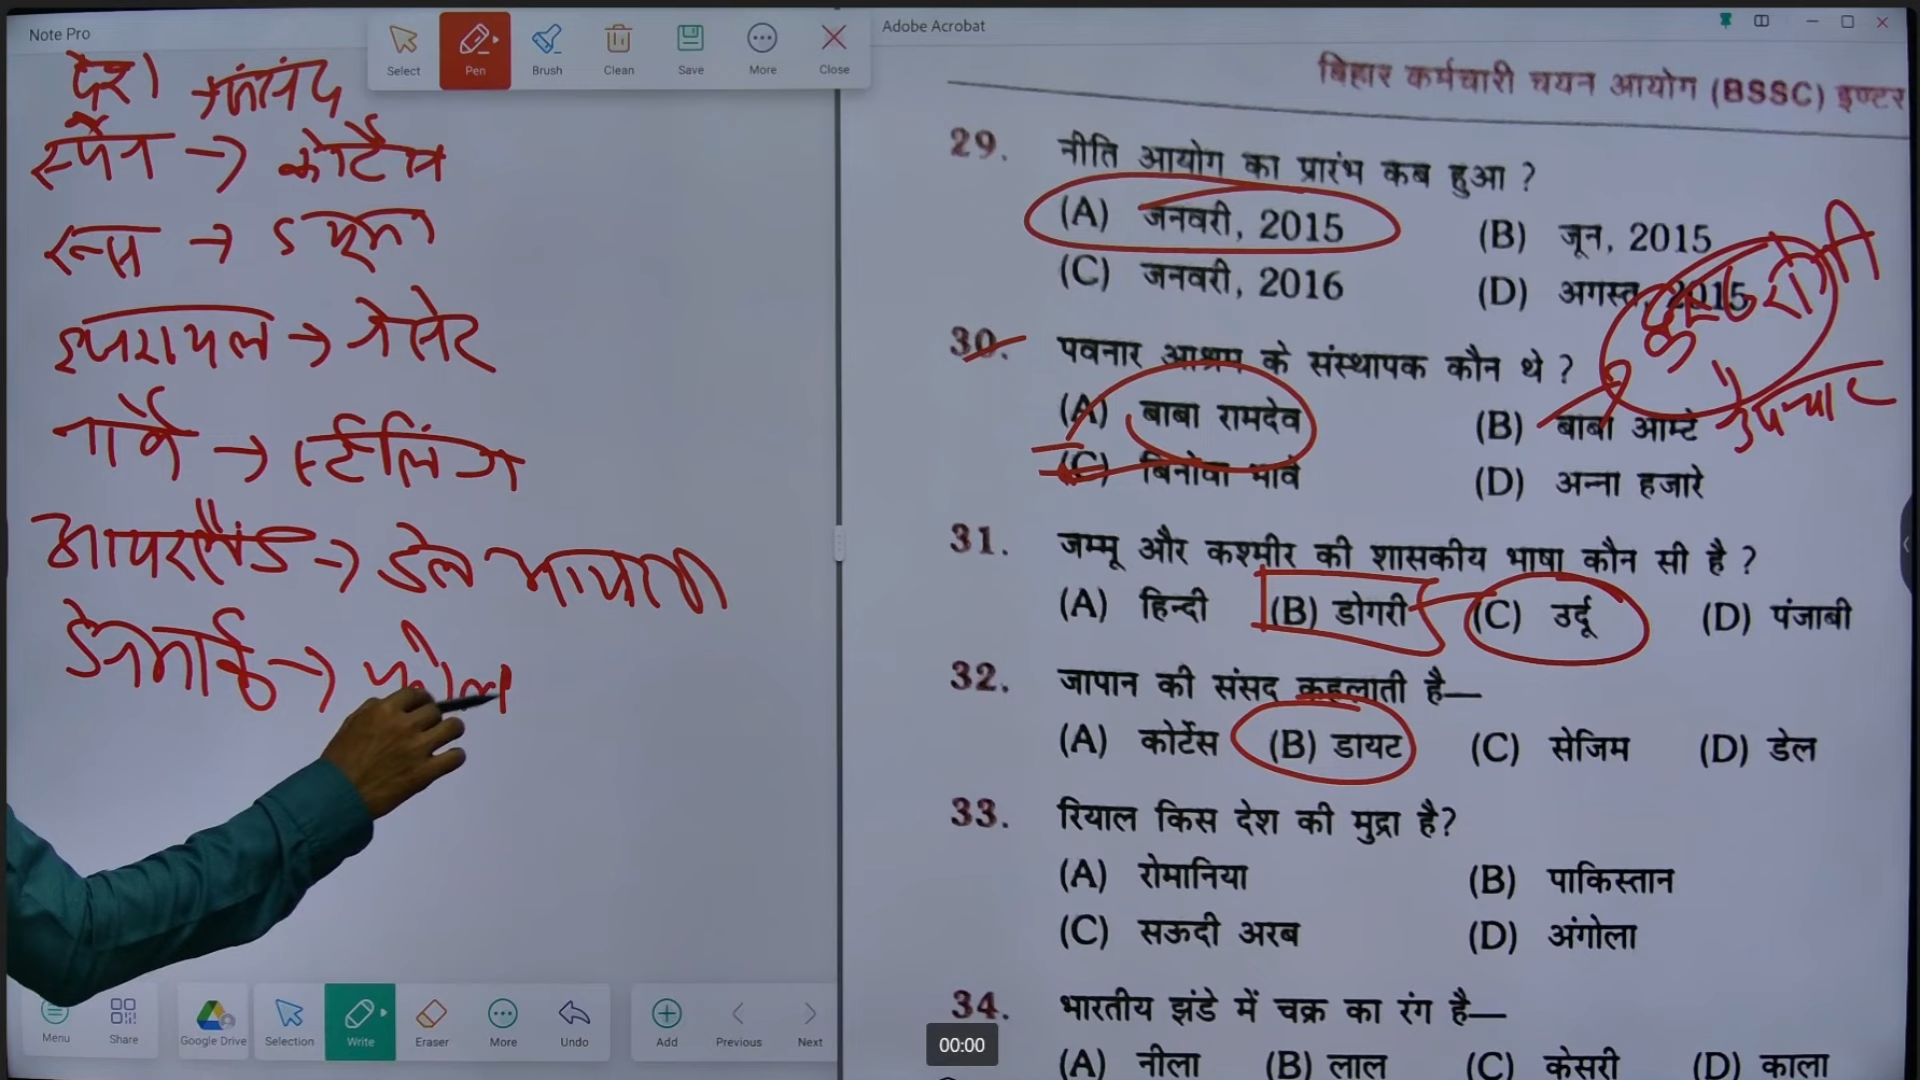 Note Pro
Select
Pen
Brush
Clean
Save
More
Close
देश → संसद
स्पेन → कोर्टेस
रूस → ड्यूमा
इजरायल → नेसेट
नार्वे → स्टॉर्टिंग
आयरलैंड → डेल आयरन
डेनमार्क →
Menu
Share
Google Drive
Selection
Write
Eraser
More
Undo
Add
Previous
Next
Adobe Acrobat
बिहार कर्मचारी चयन आयोग (BSSC) इण्टर
29. नीति आयोग का प्रारंभ कब हुआ ?
(A) जनवरी, 2015 (B) जून, 2015
(C) जनवरी, 2016 (D) अगस्त, 2015
कुष्ठ रोगी
उपचार
30. पवनार आश्रम के संस्थापक कौन थे ?
(A) बाबा रामदेव (B) बाबा आम्टे
(C) बिनोवा भावे (D) अन्ना हजारे
31. जम्मू और कश्मीर की शासकीय भाषा कौन सी है ?
(A) हिन्दी (B) डोगरी (C) उर्दू (D) पंजाबी
32. जापान की संसद कहलाती है—
(A) कोर्टेस (B) डायट (C) सेजिम (D) डेल
33. रियाल किस देश की मुद्रा है?
(A) रोमानिया (B) पाकिस्तान
(C) सऊदी अरब (D) अंगोला
34. भारतीय झंडे में चक्र का रंग है—
(A) नीला (B) लाल (C) केसरी (D) काला
00:00